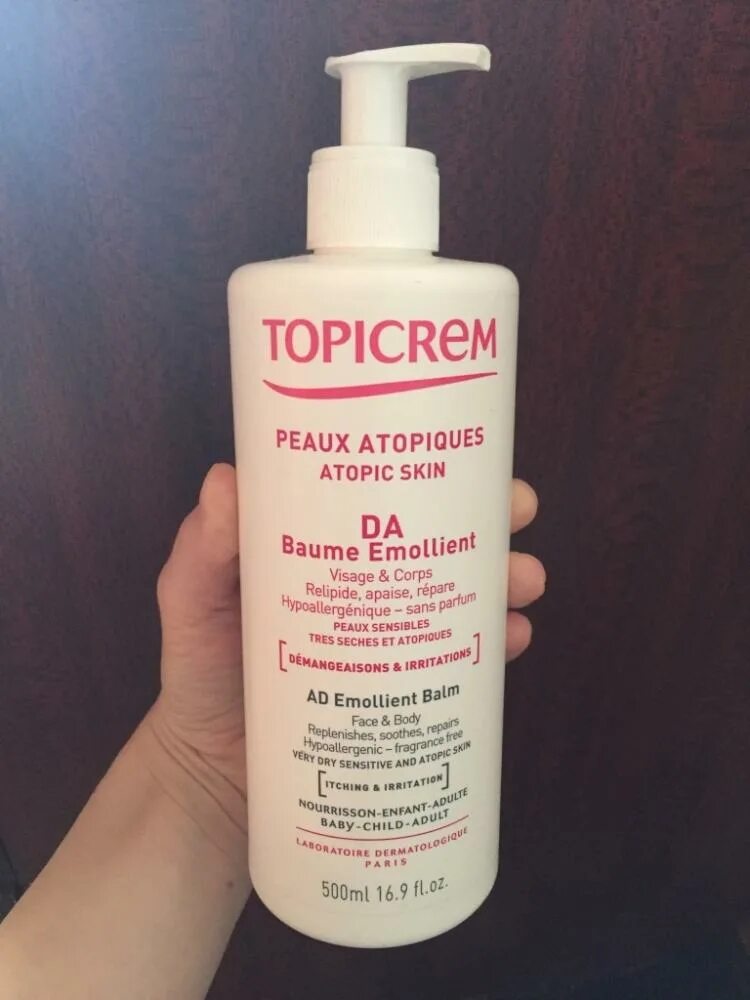 TOPICREM
PEAUX ATOPIQUES
ATOPIC SKIN
DA
Baume Emollient
Visage & Corps
Relipide, apaise, répare
Hypoallergénique – sans parfum
PEAUX SENSIBLES
TRES SECHES ET ATOPIQUES
[DÉMANGEAISONS & IRRITATIONS]
AD Emollient Balm
Face & Body
Replenishes, soothes, repairs
Hypoallergenic – fragrance free
VERY DRY SENSITIVE AND ATOPIC SKIN
[ITCHING & IRRITATION]
NOURRISSON-ENFANT-ADULTE
BABY-CHILD-ADULT
LABORATOIRE DERMATOLOGIQUE
PARIS
500ml 16.9 fl.oz.